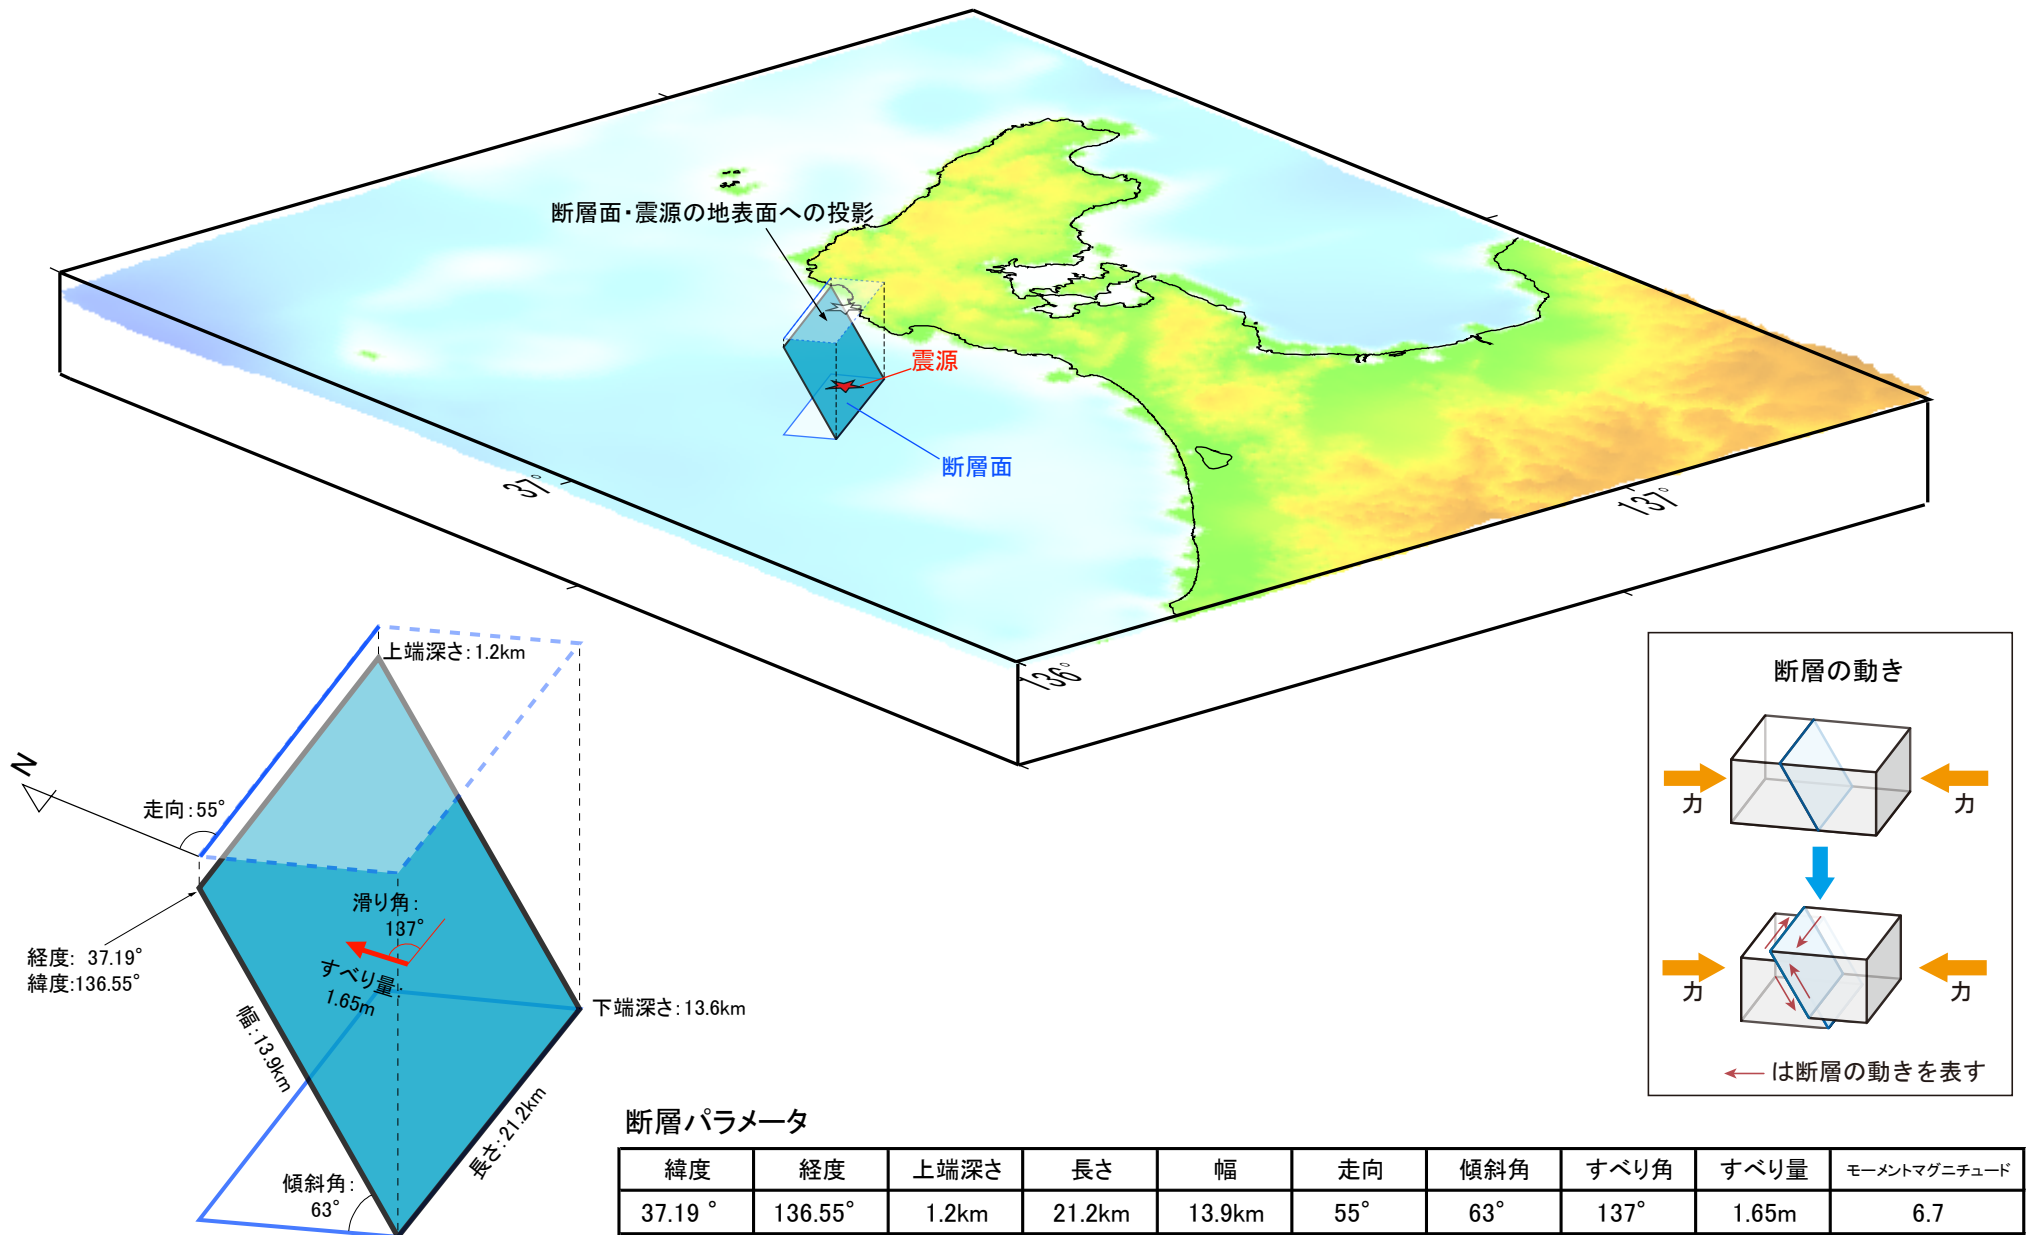 断層面・震源の地表面への投影
震源
断層面
37°
137°
136°
上端深さ:1.2km
N
走向:55°
滑り角:
137°
経度: 37.19°
緯度:136.55°
すべり量:
1.65m
下端深さ:13.6km
幅:13.9km
長さ:21.2km
傾斜角:
63°
断層の動き
力 力
力 力
←は断層の動きを表す
断層パラメータ
緯度 経度 上端深さ 長さ 幅 走向 傾斜角 すべり角 すべり量 モーメントマグニチュード
37.19 ° 136.55° 1.2km 21.2km 13.9km 55° 63° 137° 1.65m 6.7